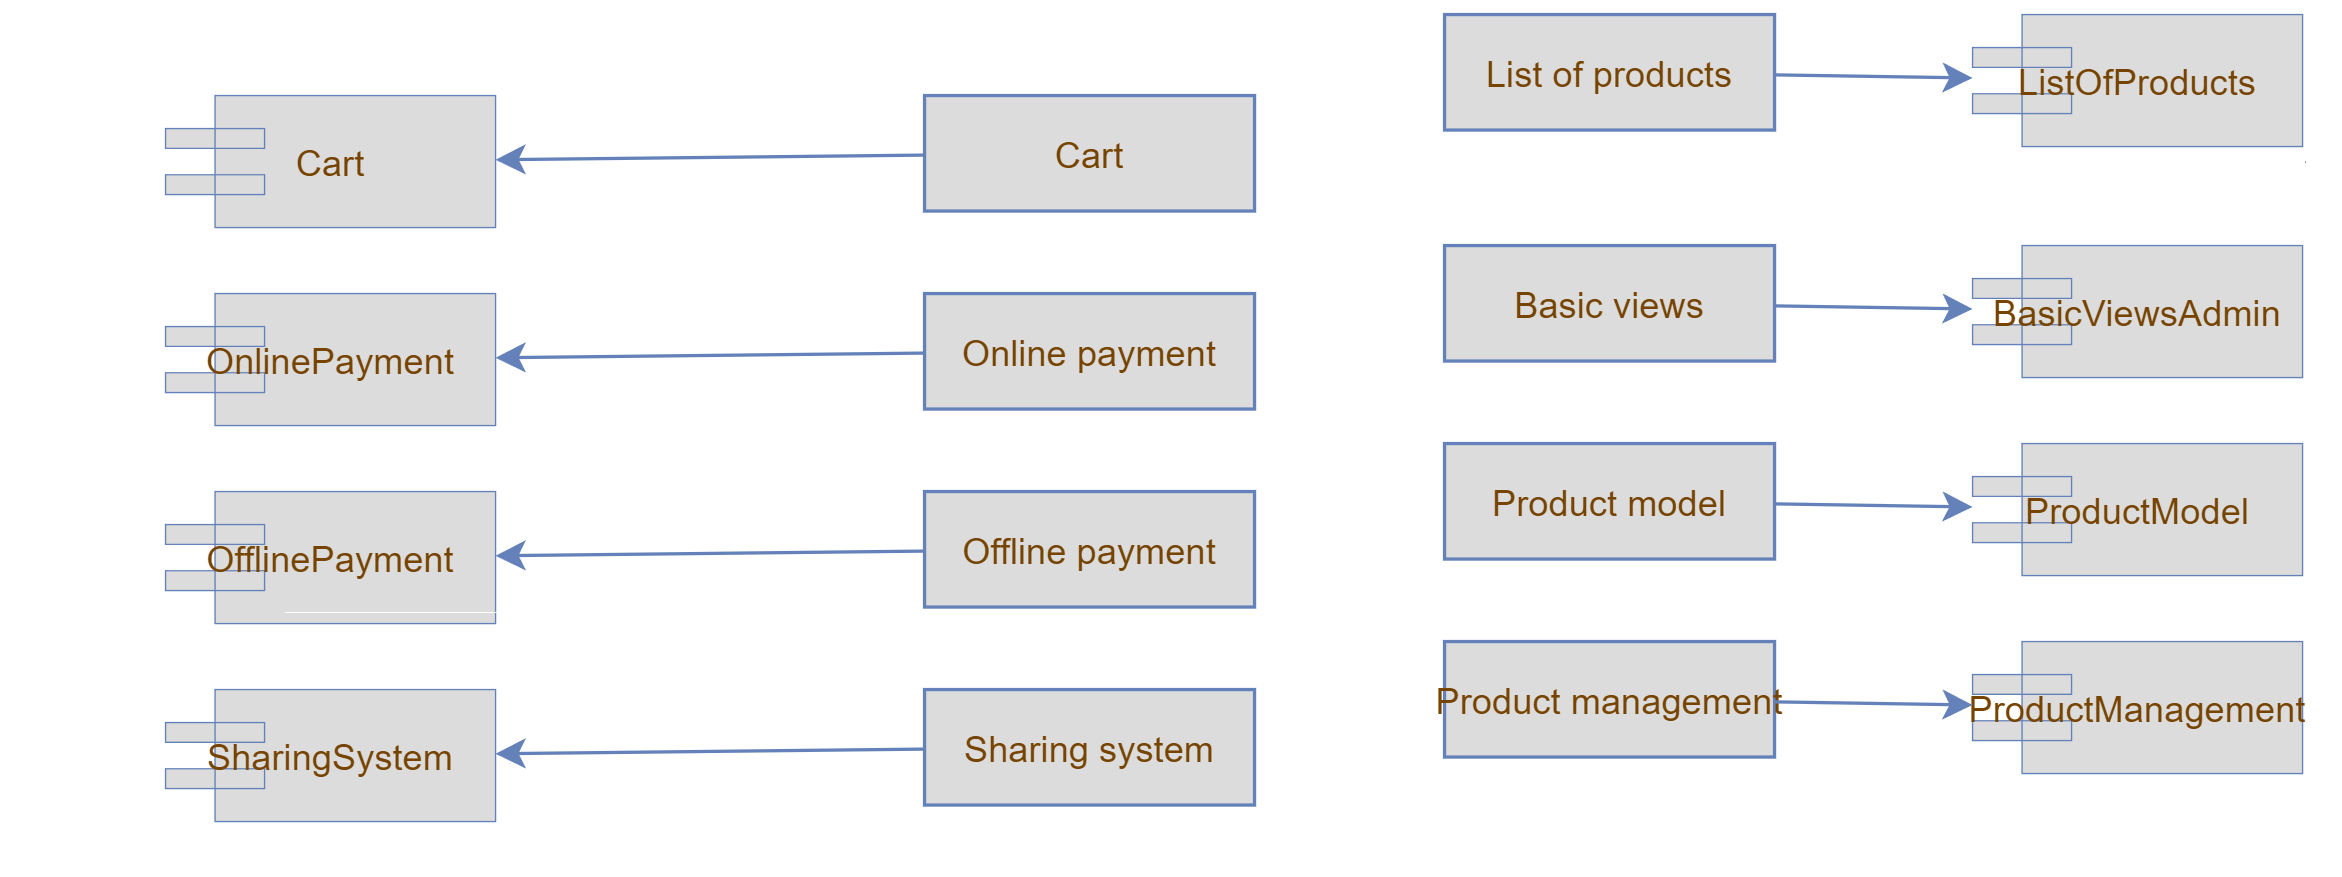 List of products
ListOfProducts
Cart
Cart
Basic views
BasicViewsAdmin
OnlinePayment
Online payment
Product model
ProductModel
OfflinePayment
Offline payment
Product management
ProductManagement
SharingSystem
Sharing system